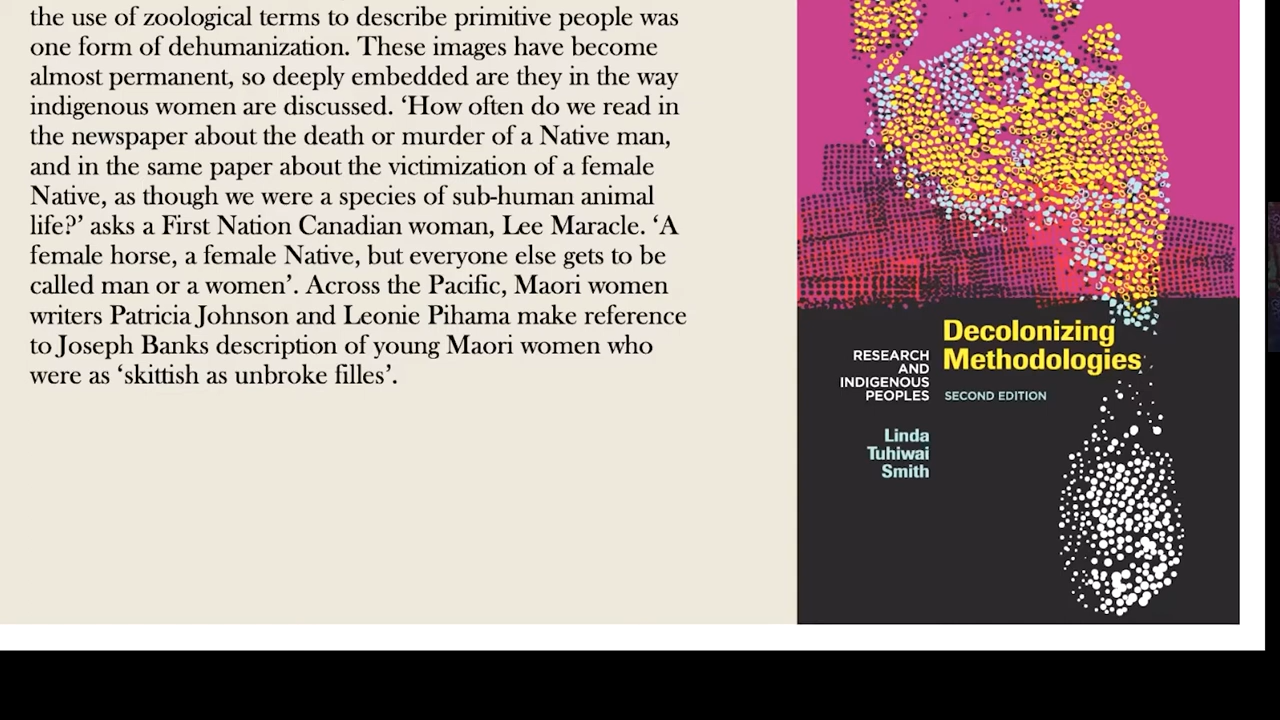 the use of zoological terms to describe primitive people was
one form of dehumanization. These images have become
almost permanent, so deeply embedded are they in the way
indigenous women are discussed. ‘How often do we read in
the newspaper about the death or murder of a Native man,
and in the same paper about the victimization of a female
Native, as though we were a species of sub-human animal
life?’ asks a First Nation Canadian woman, Lee Maracle. ‘A
female horse, a female Native, but everyone else gets to be
called man or a women’. Across the Pacific, Maori women
writers Patricia Johnson and Leonie Pihama make reference
to Joseph Banks description of young Maori women who
were as ‘skittish as unbroke filles’.
Decolonizing
Methodologies
RESEARCH
AND
INDIGENOUS
PEOPLES
SECOND EDITION
Linda
Tuhiwai
Smith